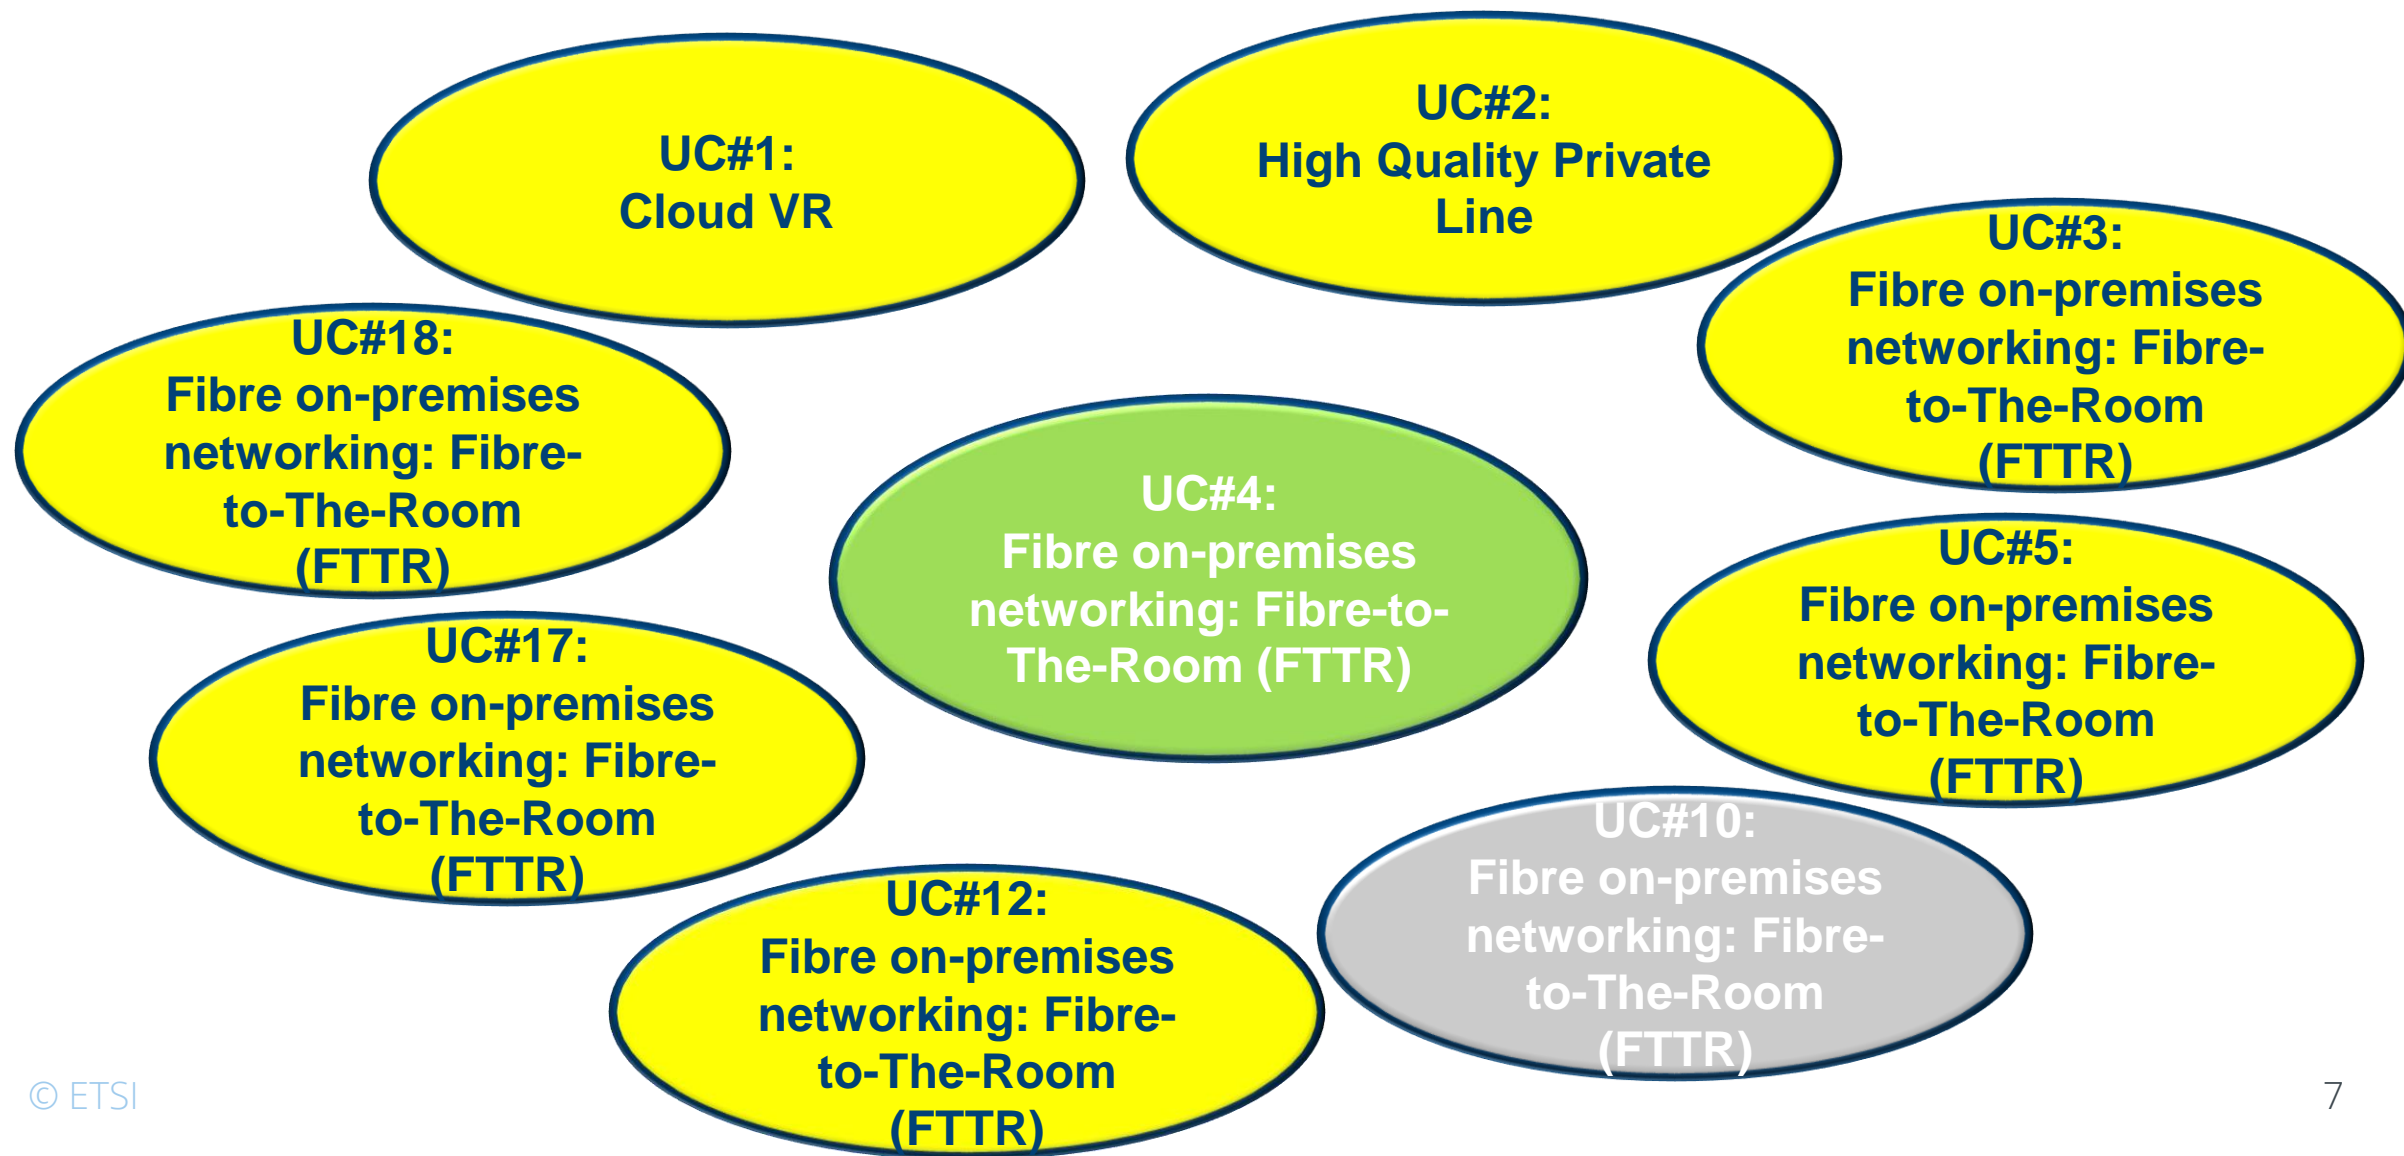 UC#1:
Cloud VR
UC#2:
High Quality Private
Line
UC#3:
Fibre on-premises
networking: Fibre-
to-The-Room
(FTTR)
UC#18:
Fibre on-premises
networking: Fibre-
to-The-Room
(FTTR)
UC#4:
Fibre on-premises
networking: Fibre-to-
The-Room (FTTR)
UC#5:
Fibre on-premises
networking: Fibre-
to-The-Room
(FTTR)
UC#17:
Fibre on-premises
networking: Fibre-
to-The-Room
(FTTR)
UC#10:
Fibre on-premises
networking: Fibre-
to-The-Room
(FTTR)
UC#12:
Fibre on-premises
networking: Fibre-
to-The-Room
(FTTR)
© ETSI
7